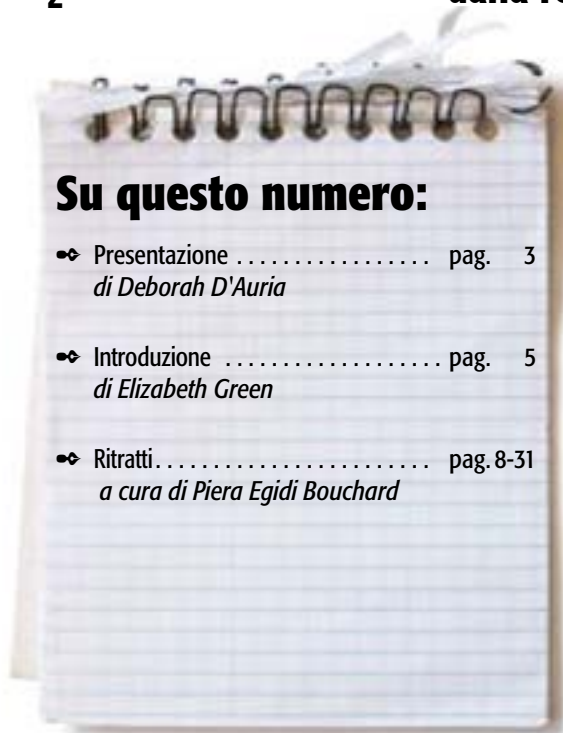 2
Su questo numero:
Presentazione . . . . . . . . . . . . . . . . . pag. 3
di Deborah D'Auria
Introduzione . . . . . . . . . . . . . . . . . . . pag. 5
di Elizabeth Green
Ritratti. . . . . . . . . . . . . . . . . . . . . . . . pag. 8-31
a cura di Piera Egidi Bouchard